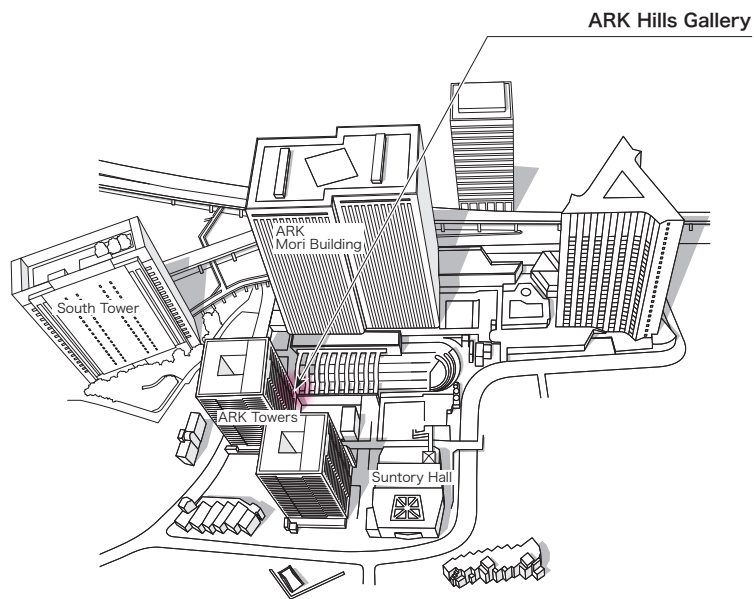 ARK Hills Gallery
ARK
Mori Building
South Tower
ARK Towers
Suntory Hall